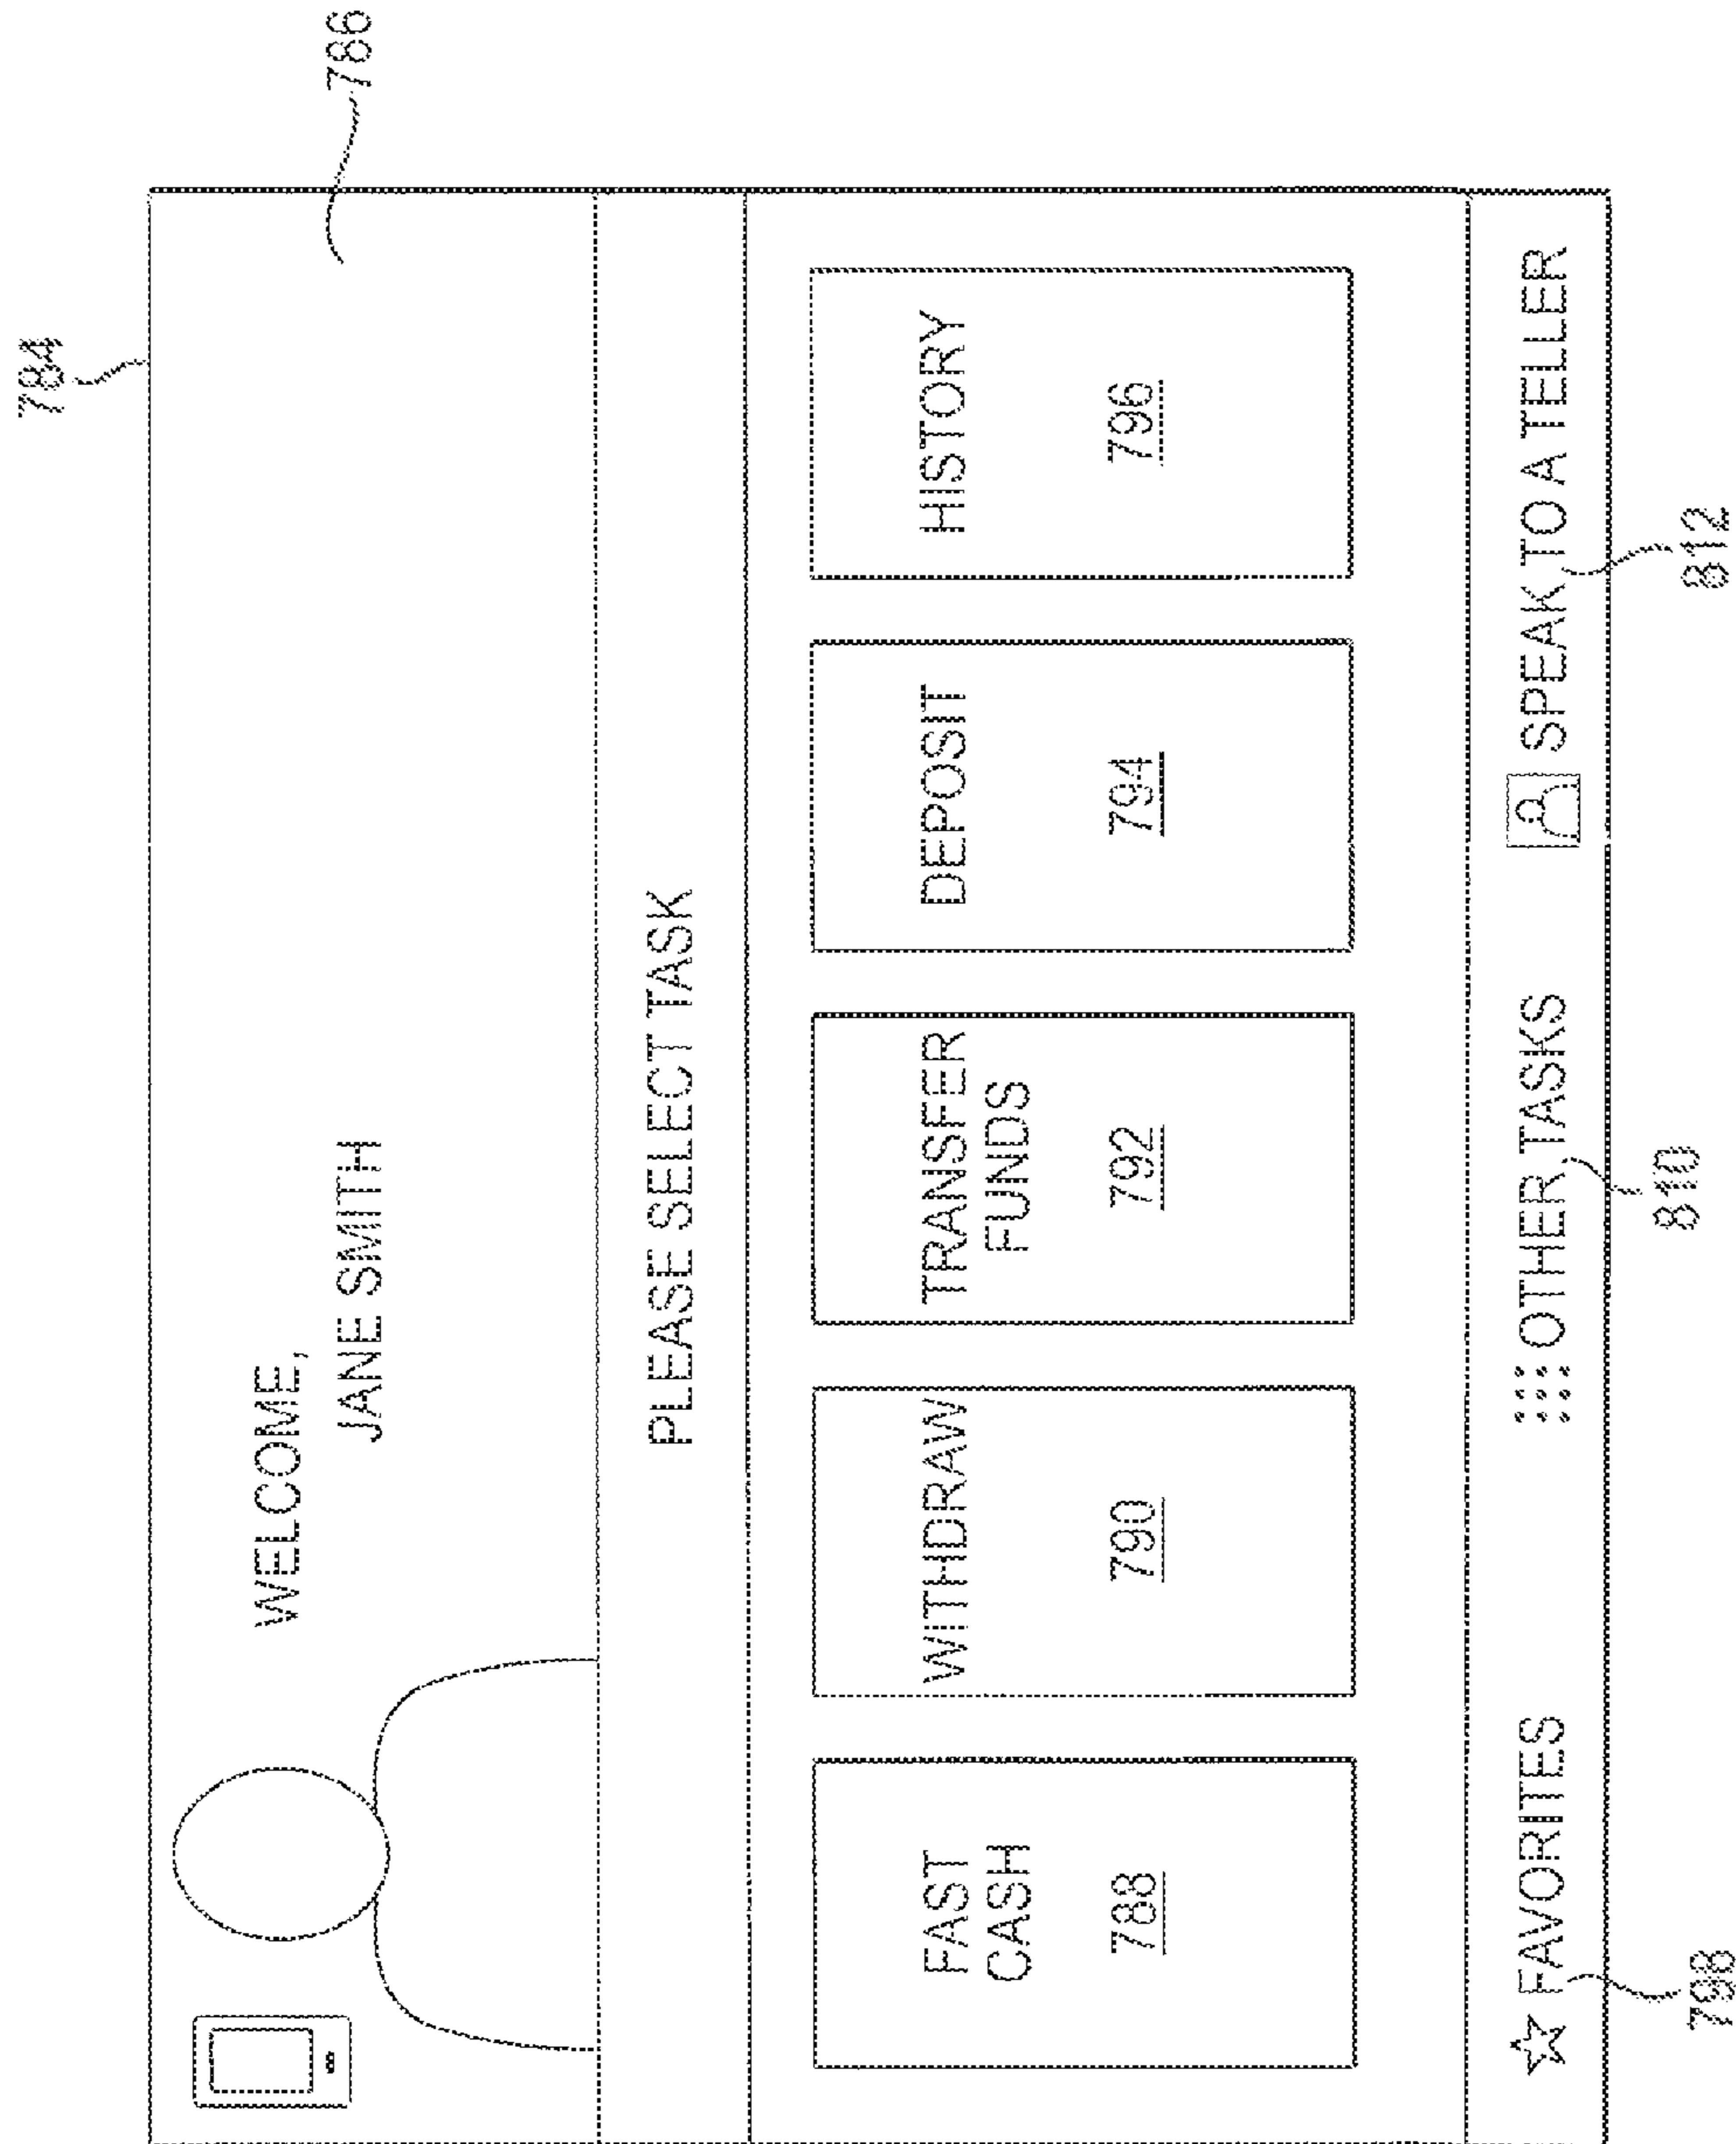 784
786
WELCOME,
JANE SMITH
PLEASE SELECT TASK
FAST
CASH
788
WITHDRAW
790
TRANSFER
FUNDS
792
DEPOSIT
794
HISTORY
796
FAVORITES
OTHER TASKS
SPEAK TO A TELLER
798
810
812